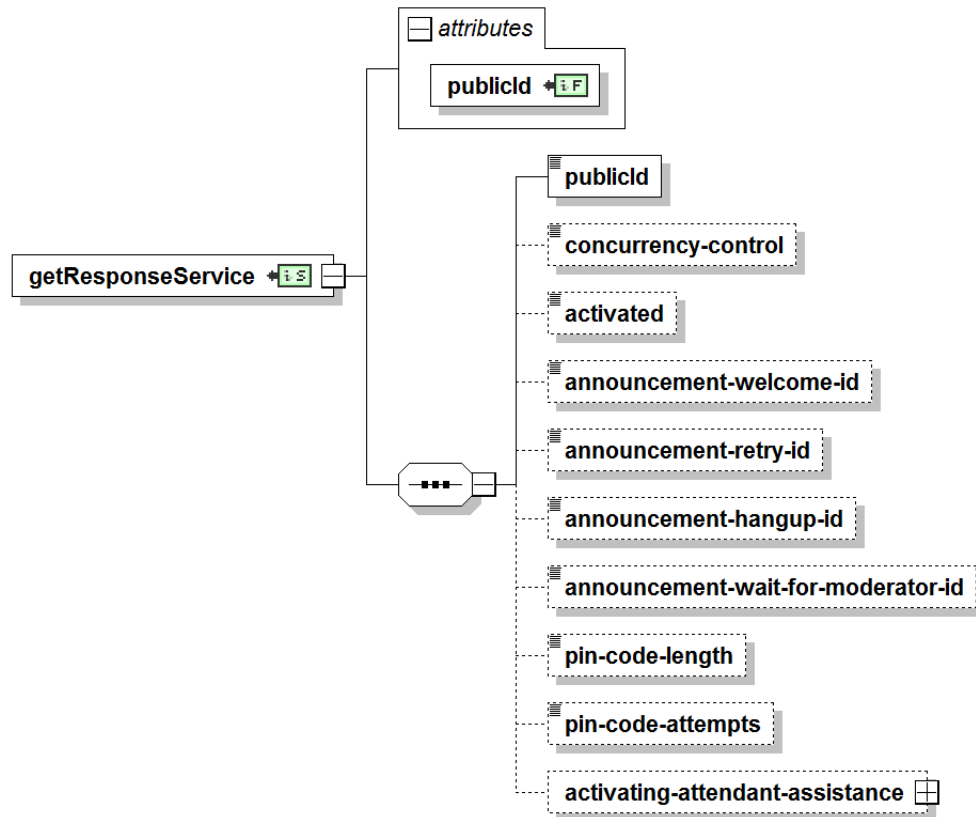 attributes
publicId
i F
publicId
concurrency-control
activated
announcement-welcome-id
getResponseService
i S
announcement-retry-id
announcement-hangup-id
announcement-wait-for-moderator-id
pin-code-length
pin-code-attempts
activating-attendant-assistance